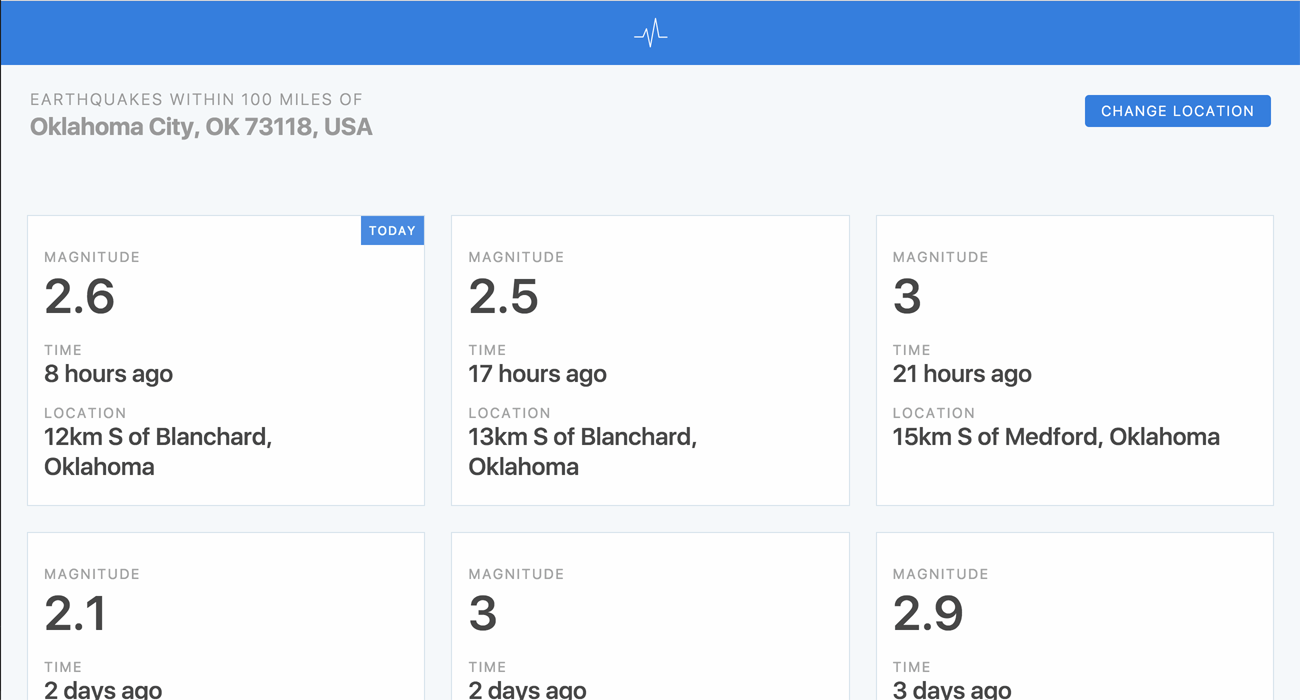 EARTHQUAKES WITHIN 100 MILES OF
Oklahoma City, OK 73118, USA
CHANGE LOCATION
TODAY
MAGNITUDE
2.6
TIME
8 hours ago
LOCATION
12km S of Blanchard,
Oklahoma
MAGNITUDE
2.5
TIME
17 hours ago
LOCATION
13km S of Blanchard,
Oklahoma
MAGNITUDE
3
TIME
21 hours ago
LOCATION
15km S of Medford, Oklahoma
MAGNITUDE
2.1
TIME
2 days ago
MAGNITUDE
3
TIME
2 days ago
MAGNITUDE
2.9
TIME
3 days ago